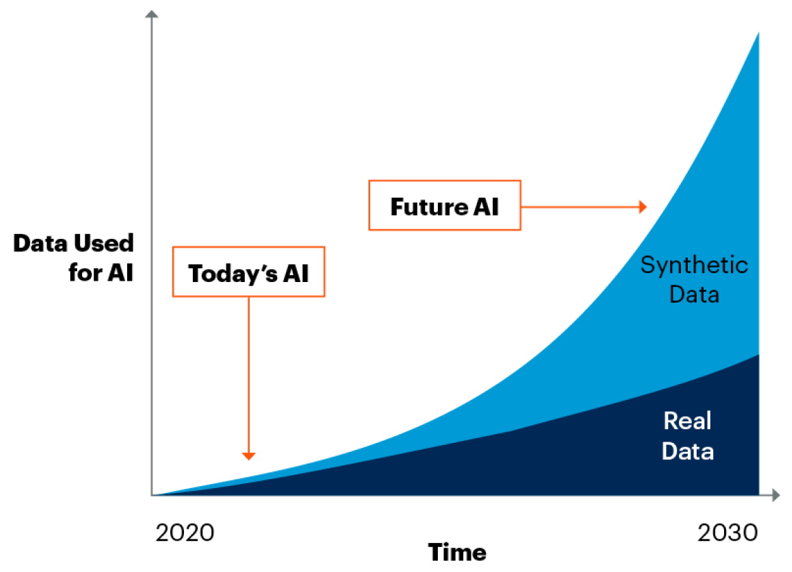 Data Used
for AI
Future AI
Today's AI
Synthetic
Data
Real
Data
2020
2030
Time